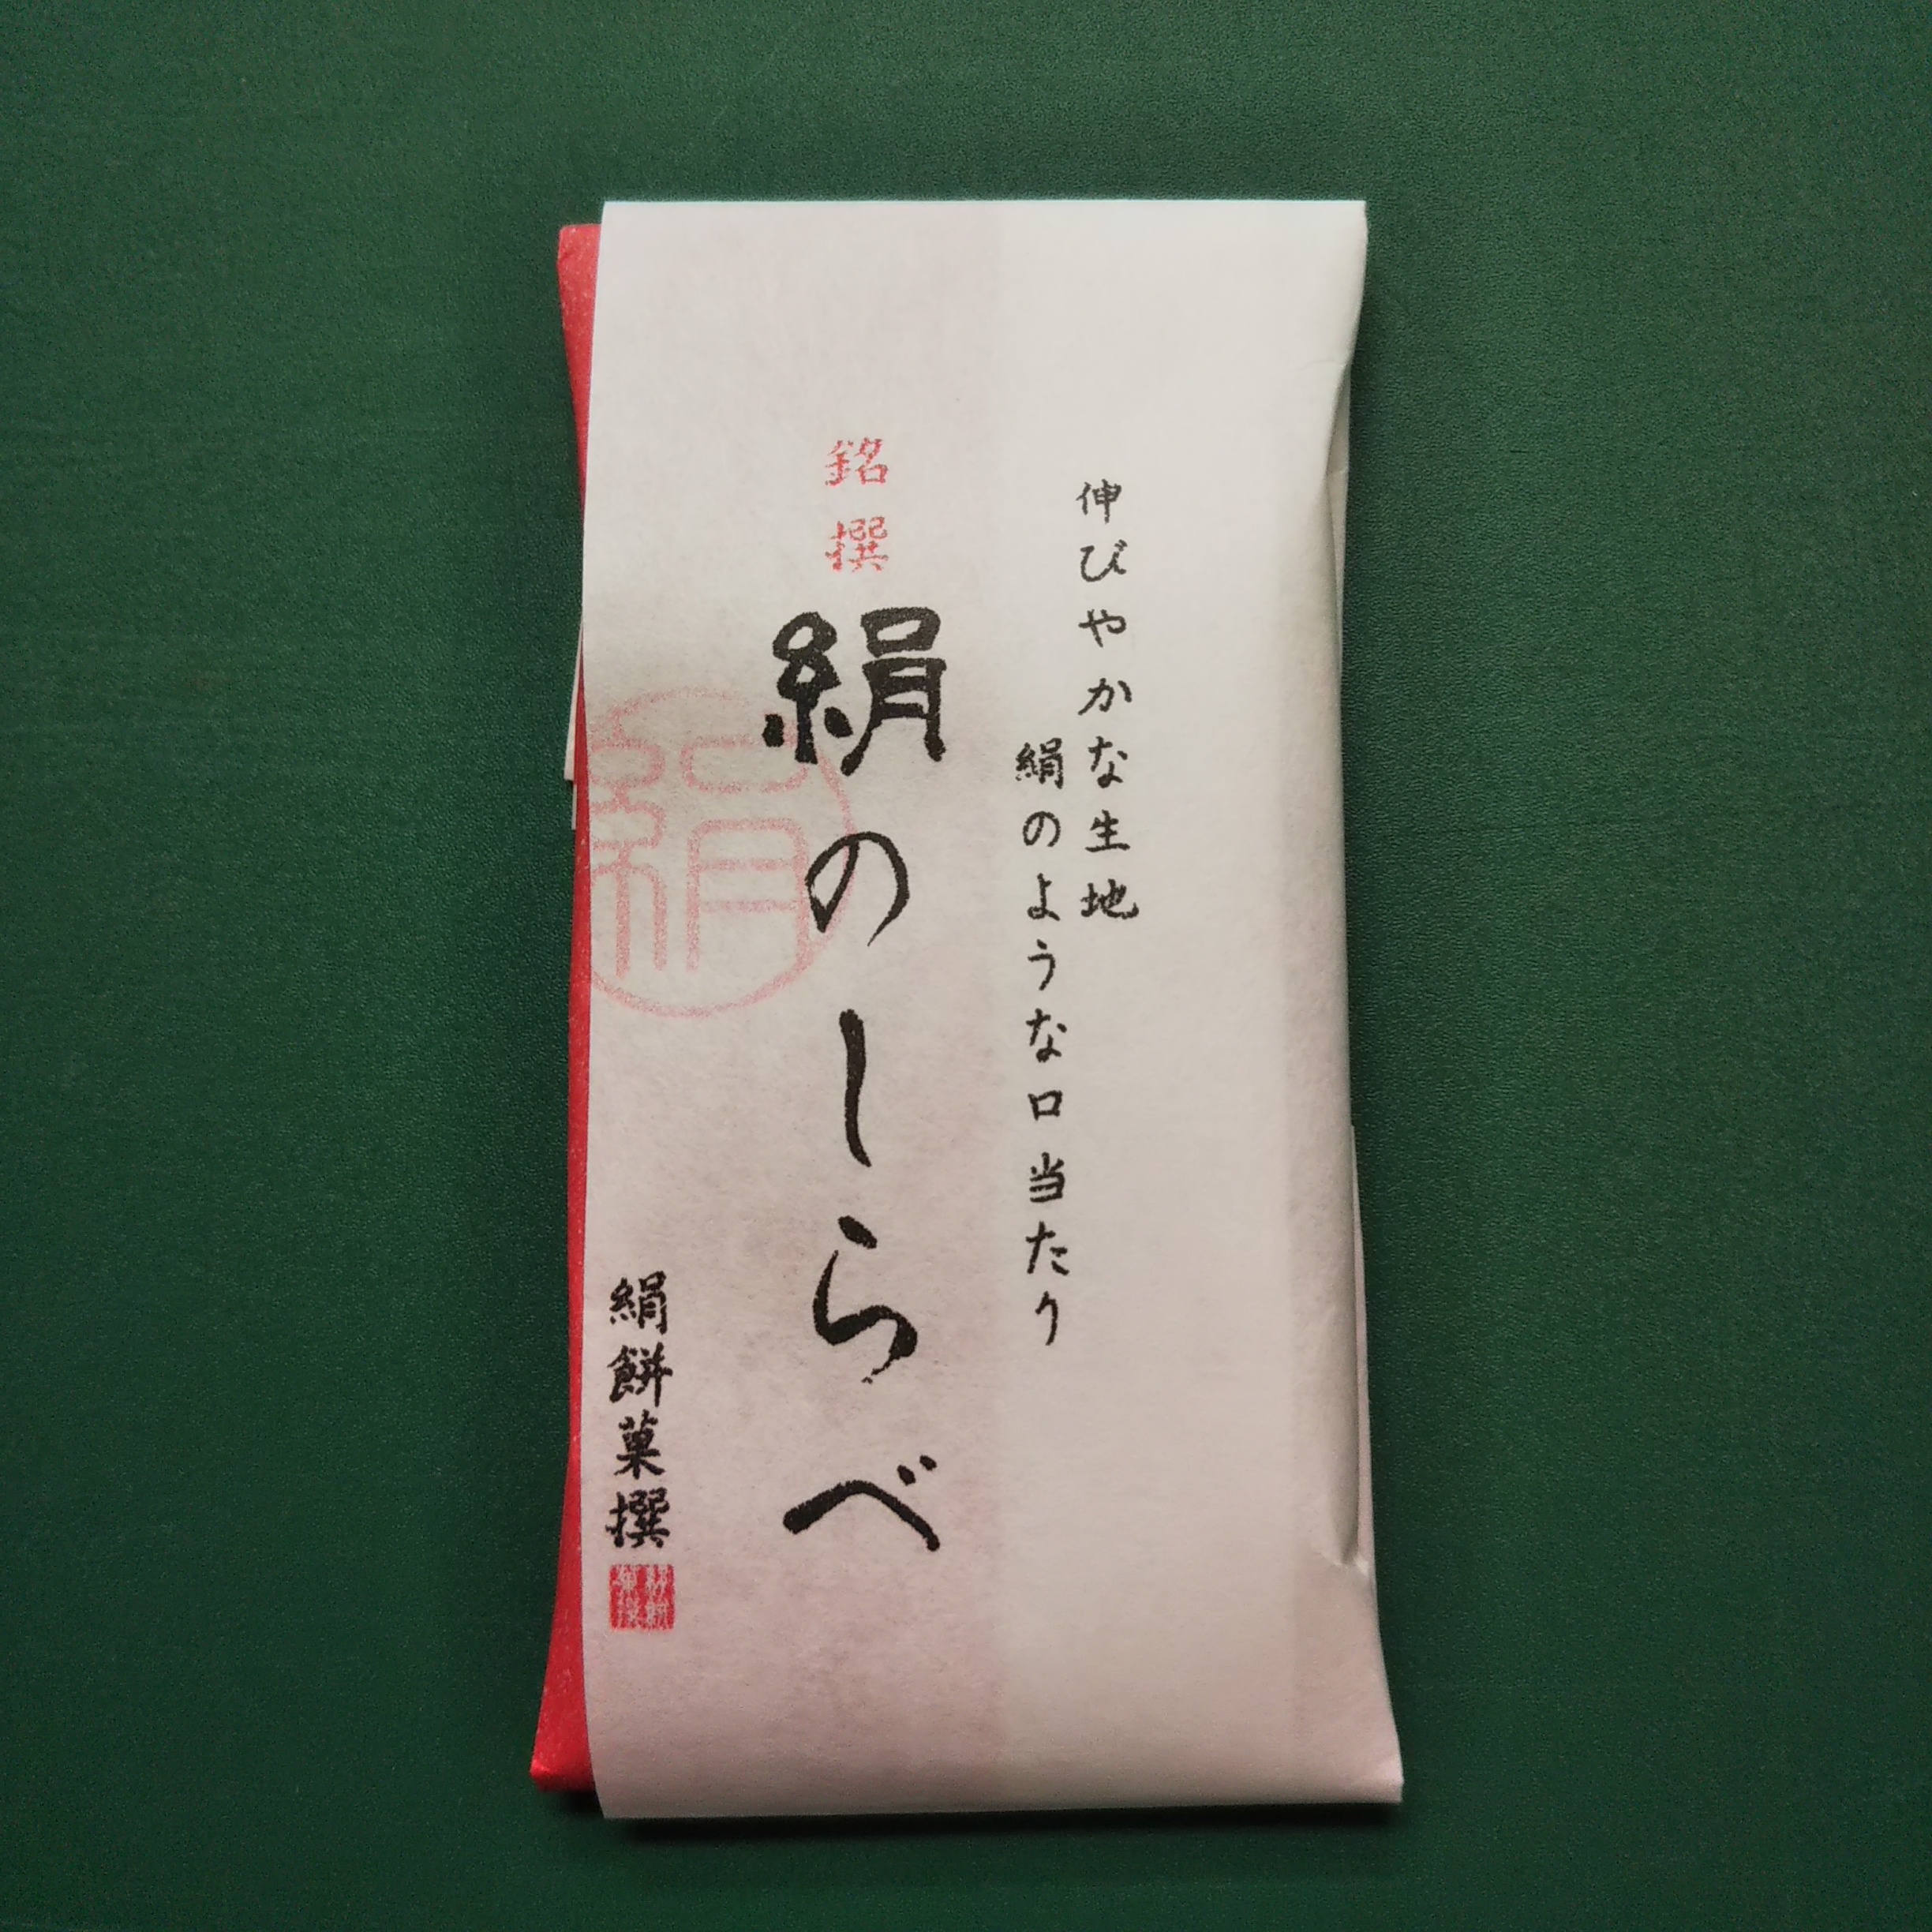 伸びやかな生地
絹のような口当たり
銘撰
絹のしらべ
絹
絹餅菓撰